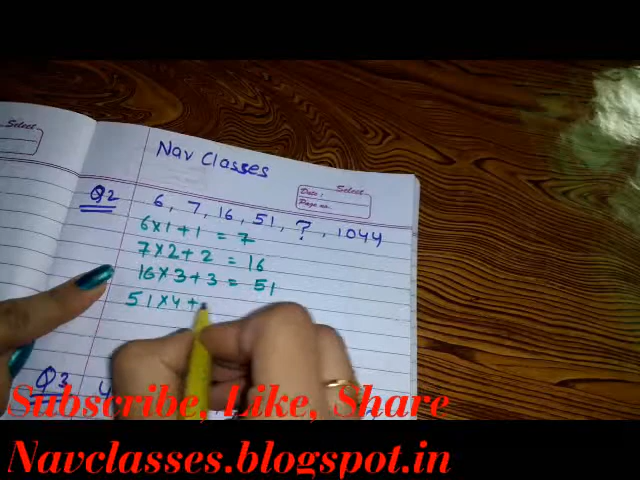 Select
Nav Classes
Select
Date :
Page no.
Q2
6, 7, 16, 51, ?, 1044
6x1+1 = 7
7x2+2 = 16
16x3+3 = 51
51x4+
Q3
Subscribe, Like, Share
Navclasses.blogspot.in